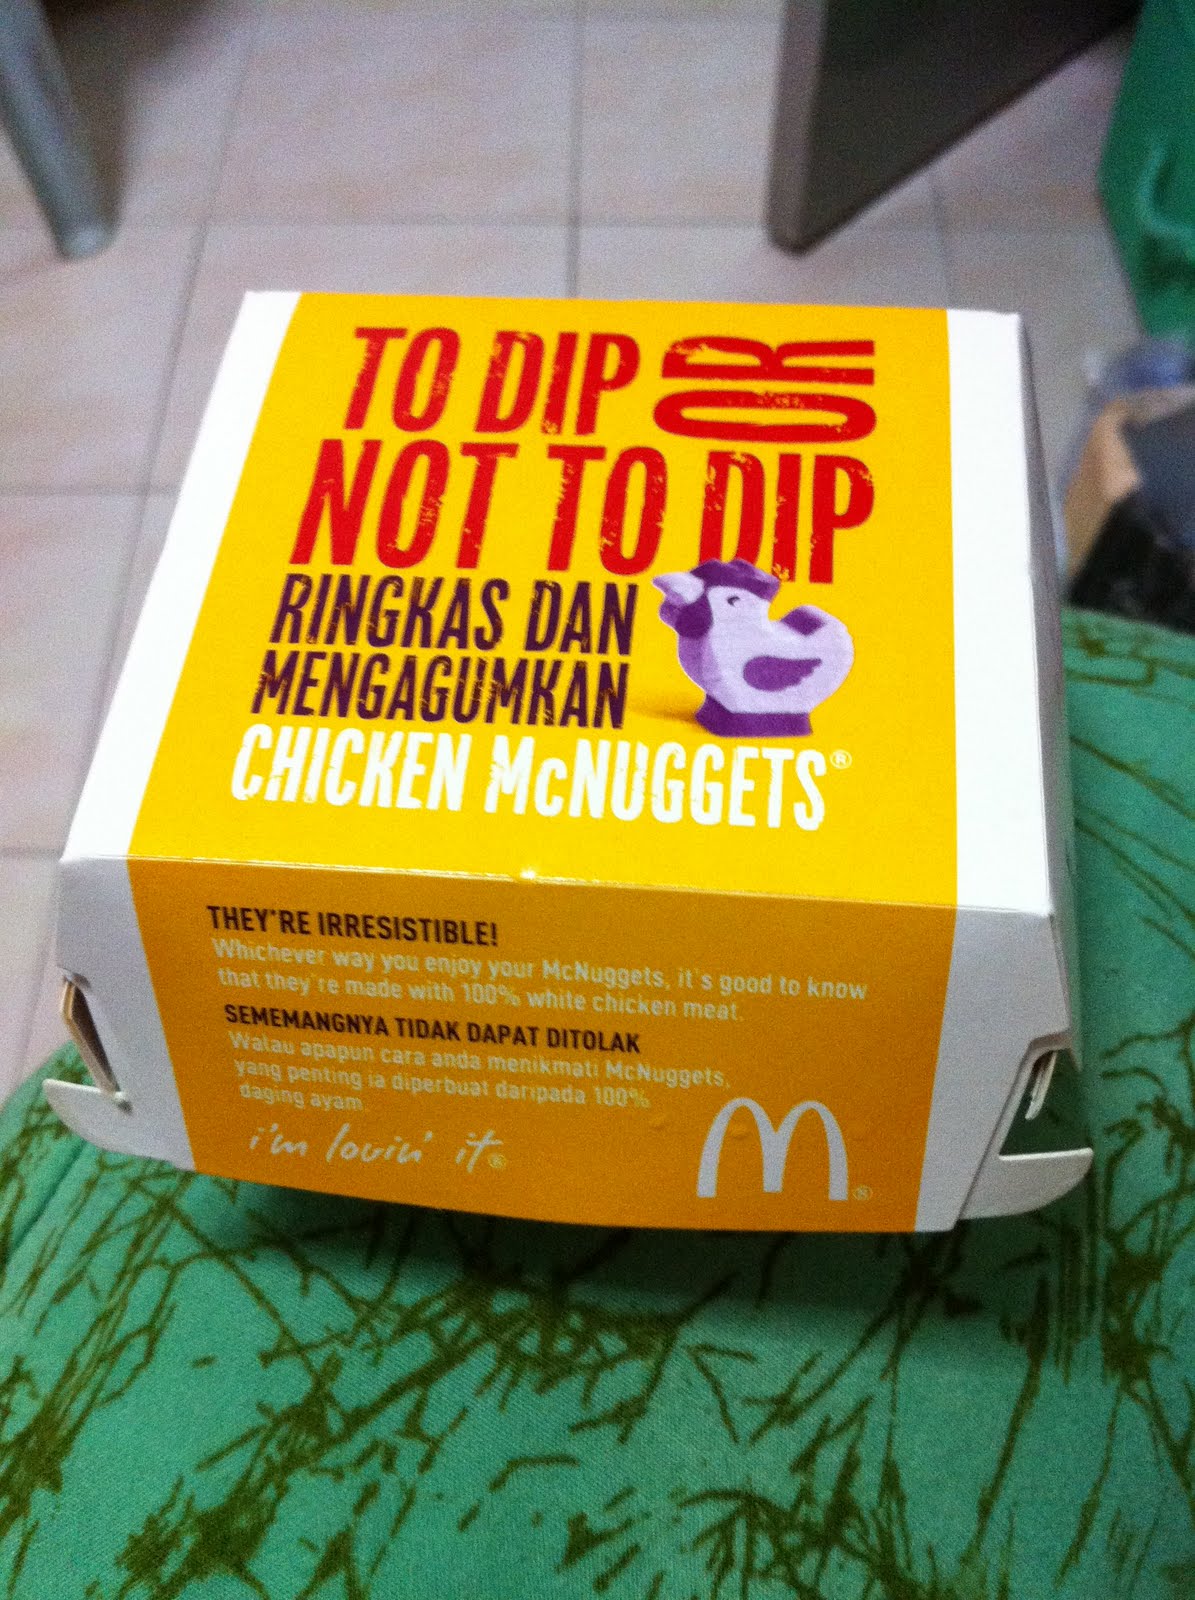 TO DIP OR
NOT TO DIP
RINGKAS DAN
MENGAGUMKAN
CHICKEN McNUGGETS®
THEY'RE IRRESISTIBLE!
Whichever way you enjoy your McNuggets, it's good to know
that they're made with 100% white chicken meat.
SEMEMANGNYA TIDAK DAPAT DITOLAK
Walau apapun cara anda menikmati McNuggets,
yang penting ia diperbuat daripada 100%
daging ayam.
i'm lovin' it®
M®